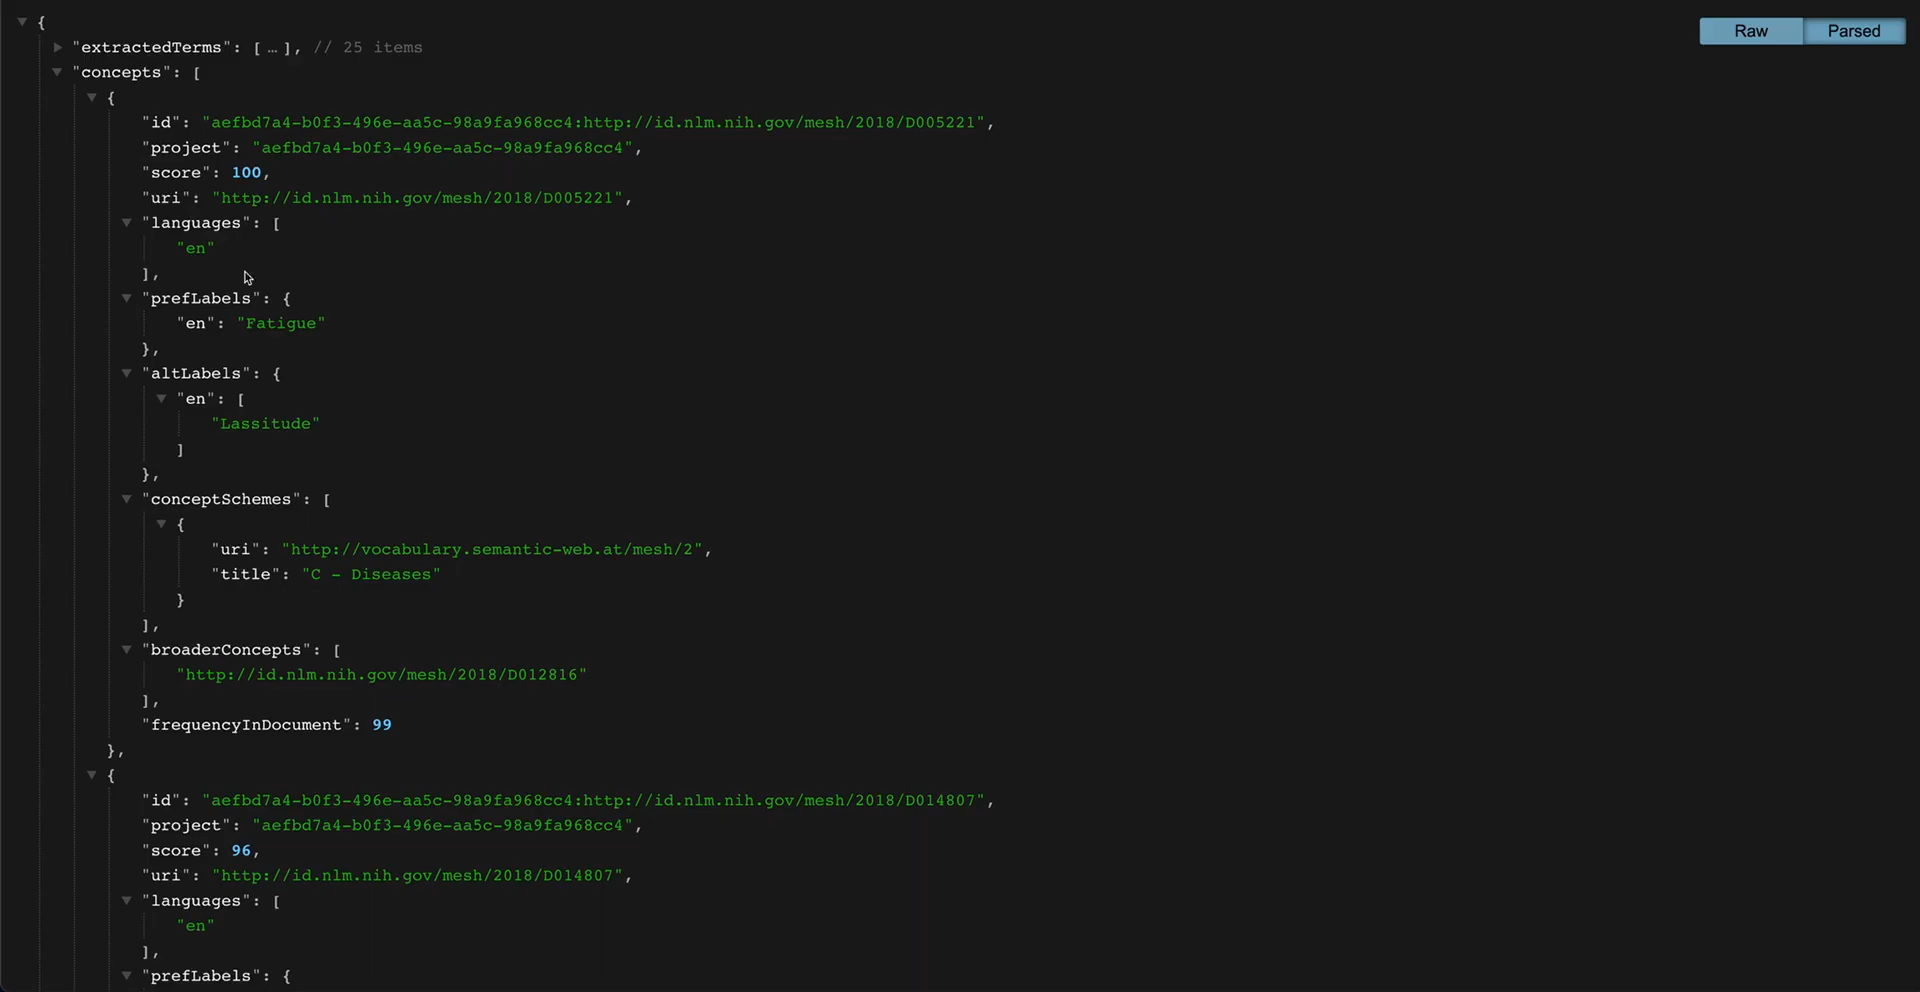 {
"extractedTerms": [ … ], // 25 items
Raw Parsed
"concepts": [
{
"id": "aefbd7a4-b0f3-496e-aa5c-98a9fa968cc4:http://id.nlm.nih.gov/mesh/2018/D005221",
"project": "aefbd7a4-b0f3-496e-aa5c-98a9fa968cc4",
"score": 100,
"uri": "http://id.nlm.nih.gov/mesh/2018/D005221",
"languages": [
"en"
],
"prefLabels": {
"en": "Fatigue"
},
"altLabels": {
"en": [
"Lassitude"
]
},
"conceptSchemes": [
{
"uri": "http://vocabulary.semantic-web.at/mesh/2",
"title": "C - Diseases"
}
],
"broaderConcepts": [
"http://id.nlm.nih.gov/mesh/2018/D012816"
],
"frequencyInDocument": 99
},
{
"id": "aefbd7a4-b0f3-496e-aa5c-98a9fa968cc4:http://id.nlm.nih.gov/mesh/2018/D014807",
"project": "aefbd7a4-b0f3-496e-aa5c-98a9fa968cc4",
"score": 96,
"uri": "http://id.nlm.nih.gov/mesh/2018/D014807",
"languages": [
"en"
],
"prefLabels": {